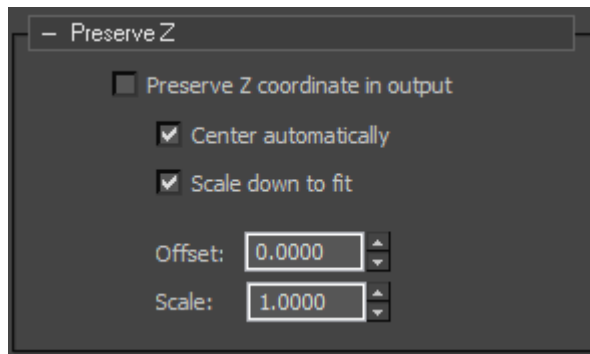 – Preserve Z
Preserve Z coordinate in output
Center automatically
Scale down to fit
Offset: 0.0000
Scale: 1.0000